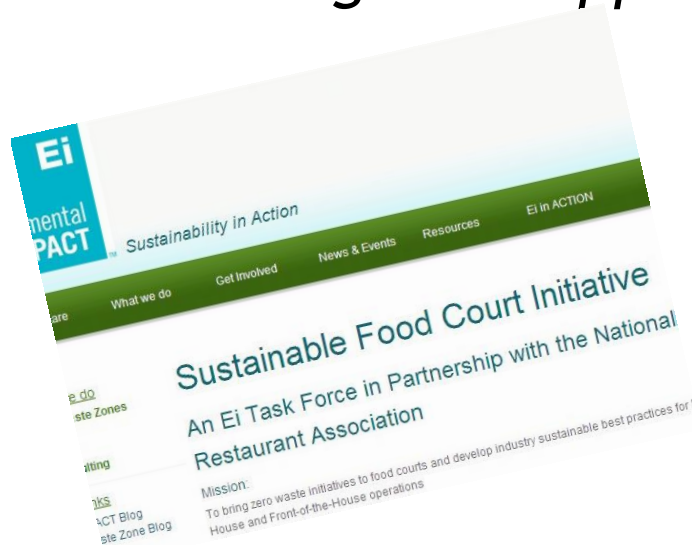 Ei
mental
PACT
Sustainability in Action
are
What we do
Get Involved
News & Events
Resources
Ei in ACTION
Sustainable Food Court Initiative
An Ei Task Force in Partnership with the National
Restaurant Association
Mission:
To bring zero waste initiatives to food courts and develop industry sustainable best practices for
House and Front-of-the-House operations
e do
ste Zones
ulting
nks
ACT Blog
ste Zone Blog